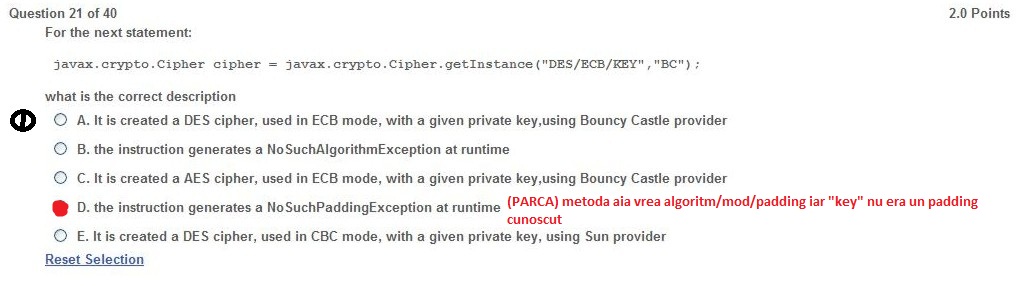 Question 21 of 40 2.0 Points
For the next statement:
javax.crypto.Cipher cipher = javax.crypto.Cipher.getInstance("DES/ECB/KEY","BC");
what is the correct description
A. It is created a DES cipher, used in ECB mode, with a given private key,using Bouncy Castle provider
B. the instruction generates a NoSuchAlgorithmException at runtime
C. It is created a AES cipher, used in ECB mode, with a given private key,using Bouncy Castle provider
D. the instruction generates a NoSuchPaddingException at runtime (PARCA) metoda aia vrea algoritm/mod/padding iar "key" nu era un padding
cunoscut
E. It is created a DES cipher, used in CBC mode, with a given private key, using Sun provider
Reset Selection